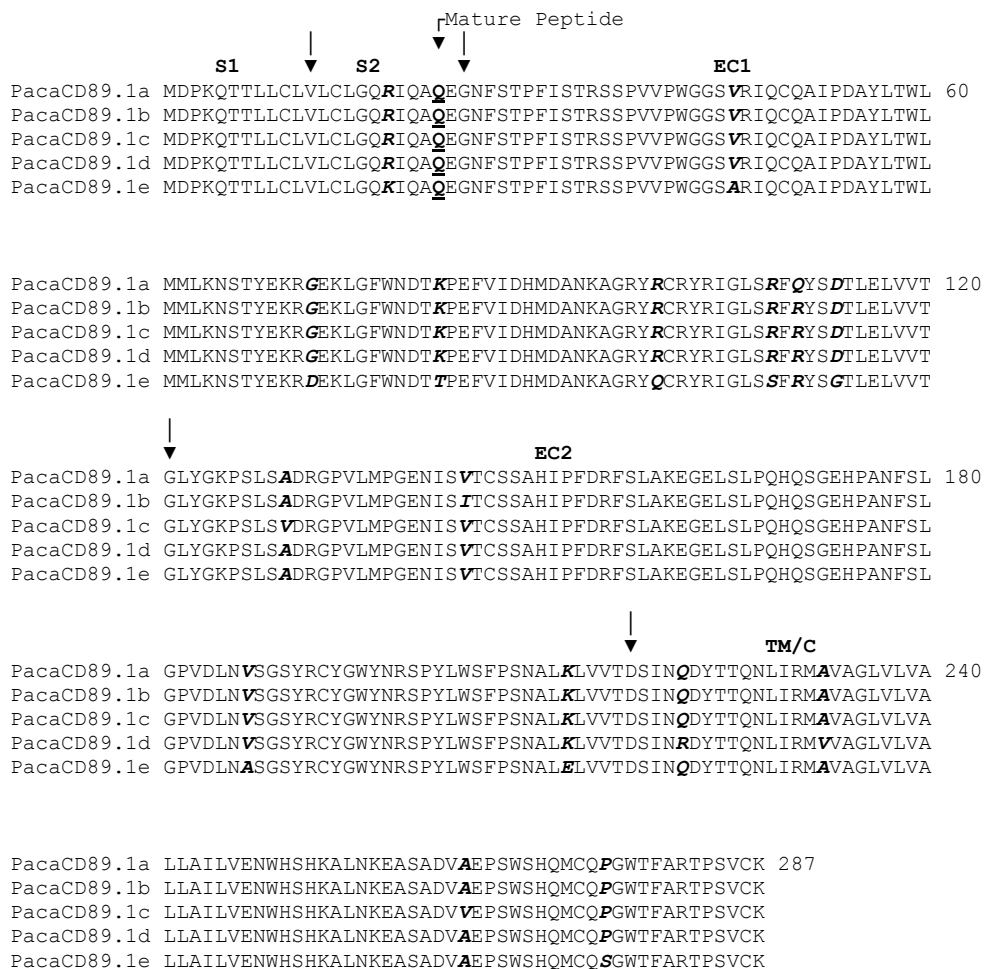 Mature Peptide
S1 S2 EC1
PacaCD89.1a MDPKQTTLLCLVLCLGQRIQAQEGNFSTPFISTRSSPVVPWGGSVRIQCQAIPDAYLTWL 60
PacaCD89.1b MDPKQTTLLCLVLCLGQRIQAQEGNFSTPFISTRSSPVVPWGGSVRIQCQAIPDAYLTWL
PacaCD89.1c MDPKQTTLLCLVLCLGQRIQAQEGNFSTPFISTRSSPVVPWGGSVRIQCQAIPDAYLTWL
PacaCD89.1d MDPKQTTLLCLVLCLGQRIQAQEGNFSTPFISTRSSPVVPWGGSVRIQCQAIPDAYLTWL
PacaCD89.1e MDPKQTTLLCLVLCLGQKIQAQEGNFSTPFISTRSSPVVPWGGSARIQCQAIPDAYLTWL
PacaCD89.1a MMLKNSTYEKRGEKLGFWNDTKPEFVIDHMDANKAGRYRCRYRIGLSRFQYSDTLELVVT 120
PacaCD89.1b MMLKNSTYEKRGEKLGFWNDTKPEFVIDHMDANKAGRYRCRYRIGLSRFRYSDTLELVVT
PacaCD89.1c MMLKNSTYEKRGEKLGFWNDTKPEFVIDHMDANKAGRYRCRYRIGLSRFRYSDTLELVVT
PacaCD89.1d MMLKNSTYEKRGEKLGFWNDTKPEFVIDHMDANKAGRYRCRYRIGLSRFRYSDTLELVVT
PacaCD89.1e MMLKNSTYEKRDEKLGFWNDTTPEFVIDHMDANKAGRYQCRYRIGLSSFRYSGTLELVVT
EC2
PacaCD89.1a GLYGKPSLSADRGPVLMPGENISVTCSSAHIPFDRFSLAKEGELSLPQHQSGEHPANFSL 180
PacaCD89.1b GLYGKPSLSADRGPVLMPGENISITCSSAHIPFDRFSLAKEGELSLPQHQSGEHPANFSL
PacaCD89.1c GLYGKPSLSVDRGPVLMPGENISVTCSSAHIPFDRFSLAKEGELSLPQHQSGEHPANFSL
PacaCD89.1d GLYGKPSLSADRGPVLMPGENISVTCSSAHIPFDRFSLAKEGELSLPQHQSGEHPANFSL
PacaCD89.1e GLYGKPSLSADRGPVLMPGENISVTCSSAHIPFDRFSLAKEGELSLPQHQSGEHPANFSL
TM/C
PacaCD89.1a GPVDLNVSGSYRCYGWYNRSPYLWSFPSNALKLVVTDSINQDYTTQNLIRMAVAGLVLVA 240
PacaCD89.1b GPVDLNVSGSYRCYGWYNRSPYLWSFPSNALKLVVTDSINQDYTTQNLIRMAVAGLVLVA
PacaCD89.1c GPVDLNVSGSYRCYGWYNRSPYLWSFPSNALKLVVTDSINQDYTTQNLIRMAVAGLVLVA
PacaCD89.1d GPVDLNVSGSYRCYGWYNRSPYLWSFPSNALKLVVTDSINRDYTTQNLIRMVVAGLVLVA
PacaCD89.1e GPVDLNASGSYRCYGWYNRSPYLWSFPSNALELVVTDSINQDYTTQNLIRMAVAGLVLVA
PacaCD89.1a LLAILVENWHSHKALNKEASADVAEPSWSHQMCQPGWTFARTPSVCK 287
PacaCD89.1b LLAILVENWHSHKALNKEASADVAEPSWSHQMCQPGWTFARTPSVCK
PacaCD89.1c LLAILVENWHSHKALNKEASADVVEPSWSHQMCQPGWTFARTPSVCK
PacaCD89.1d LLAILVENWHSHKALNKEASADVAEPSWSHQMCQPGWTFARTPSVCK
PacaCD89.1e LLAILVENWHSHKALNKEASADVAEPSWSHQMCQSGWTFARTPSVCK